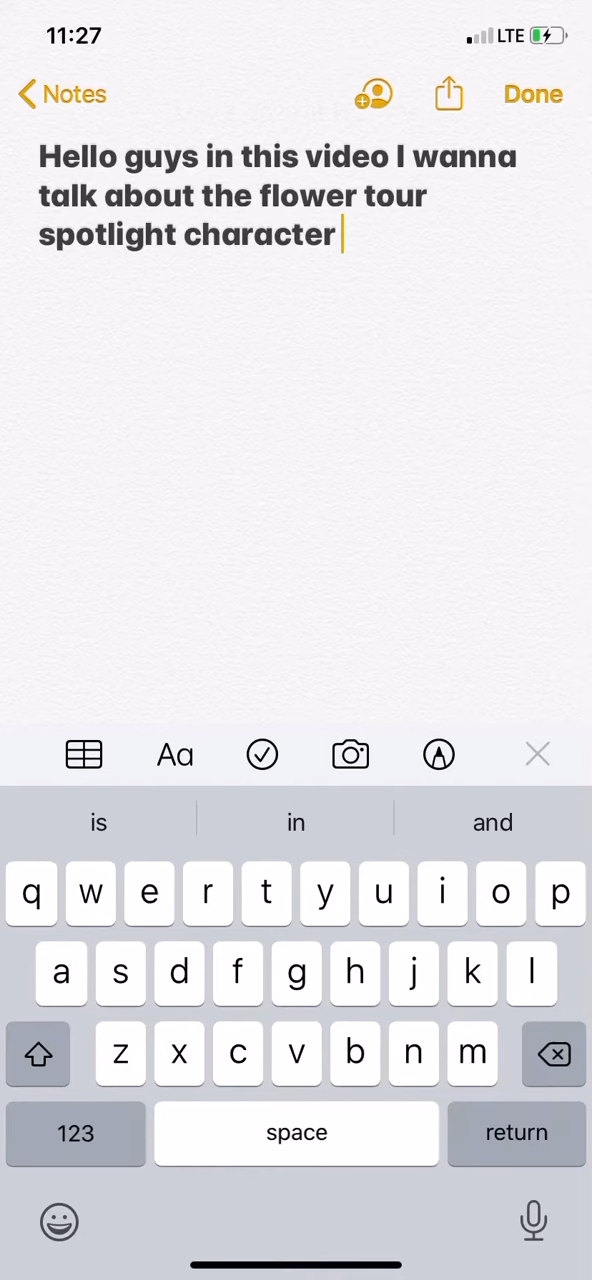 11:27 LTE
Notes Done
Hello guys in this video I wanna
talk about the flower tour
spotlight character
Aa
is in and
q w e r t y u i o p
a s d f g h j k l
z x c v b n m
123 space return